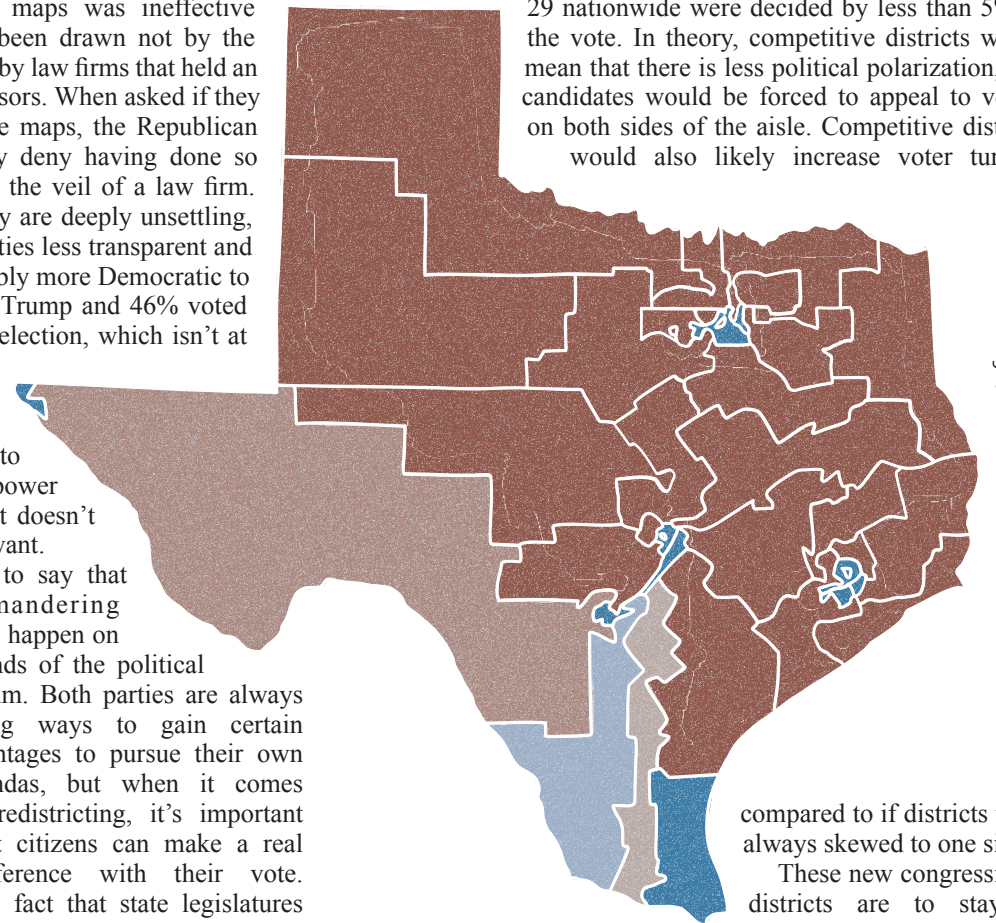 maps was ineffective
been drawn not by the
by law firms that held an
sors. When asked if they
e maps, the Republican
y deny having done so
the veil of a law firm.
y are deeply unsettling,
ties less transparent and
bly more Democratic to
Trump and 46% voted
election, which isn't at
to
power
t doesn't
vant.
to say that
mandering
happen on
nds of the political
m. Both parties are always
g ways to gain certain
ntages to pursue their own
ndas, but when it comes
redistricting, it's important
t citizens can make a real
ference with their vote.
fact that state legislatures
29 nationwide were decided by less than 5%
the vote. In theory, competitive districts w
mean that there is less political polarization,
candidates would be forced to appeal to v
on both sides of the aisle. Competitive dist
would also likely increase voter tur
compared to if districts
always skewed to one si
These new congressi
districts are to stay